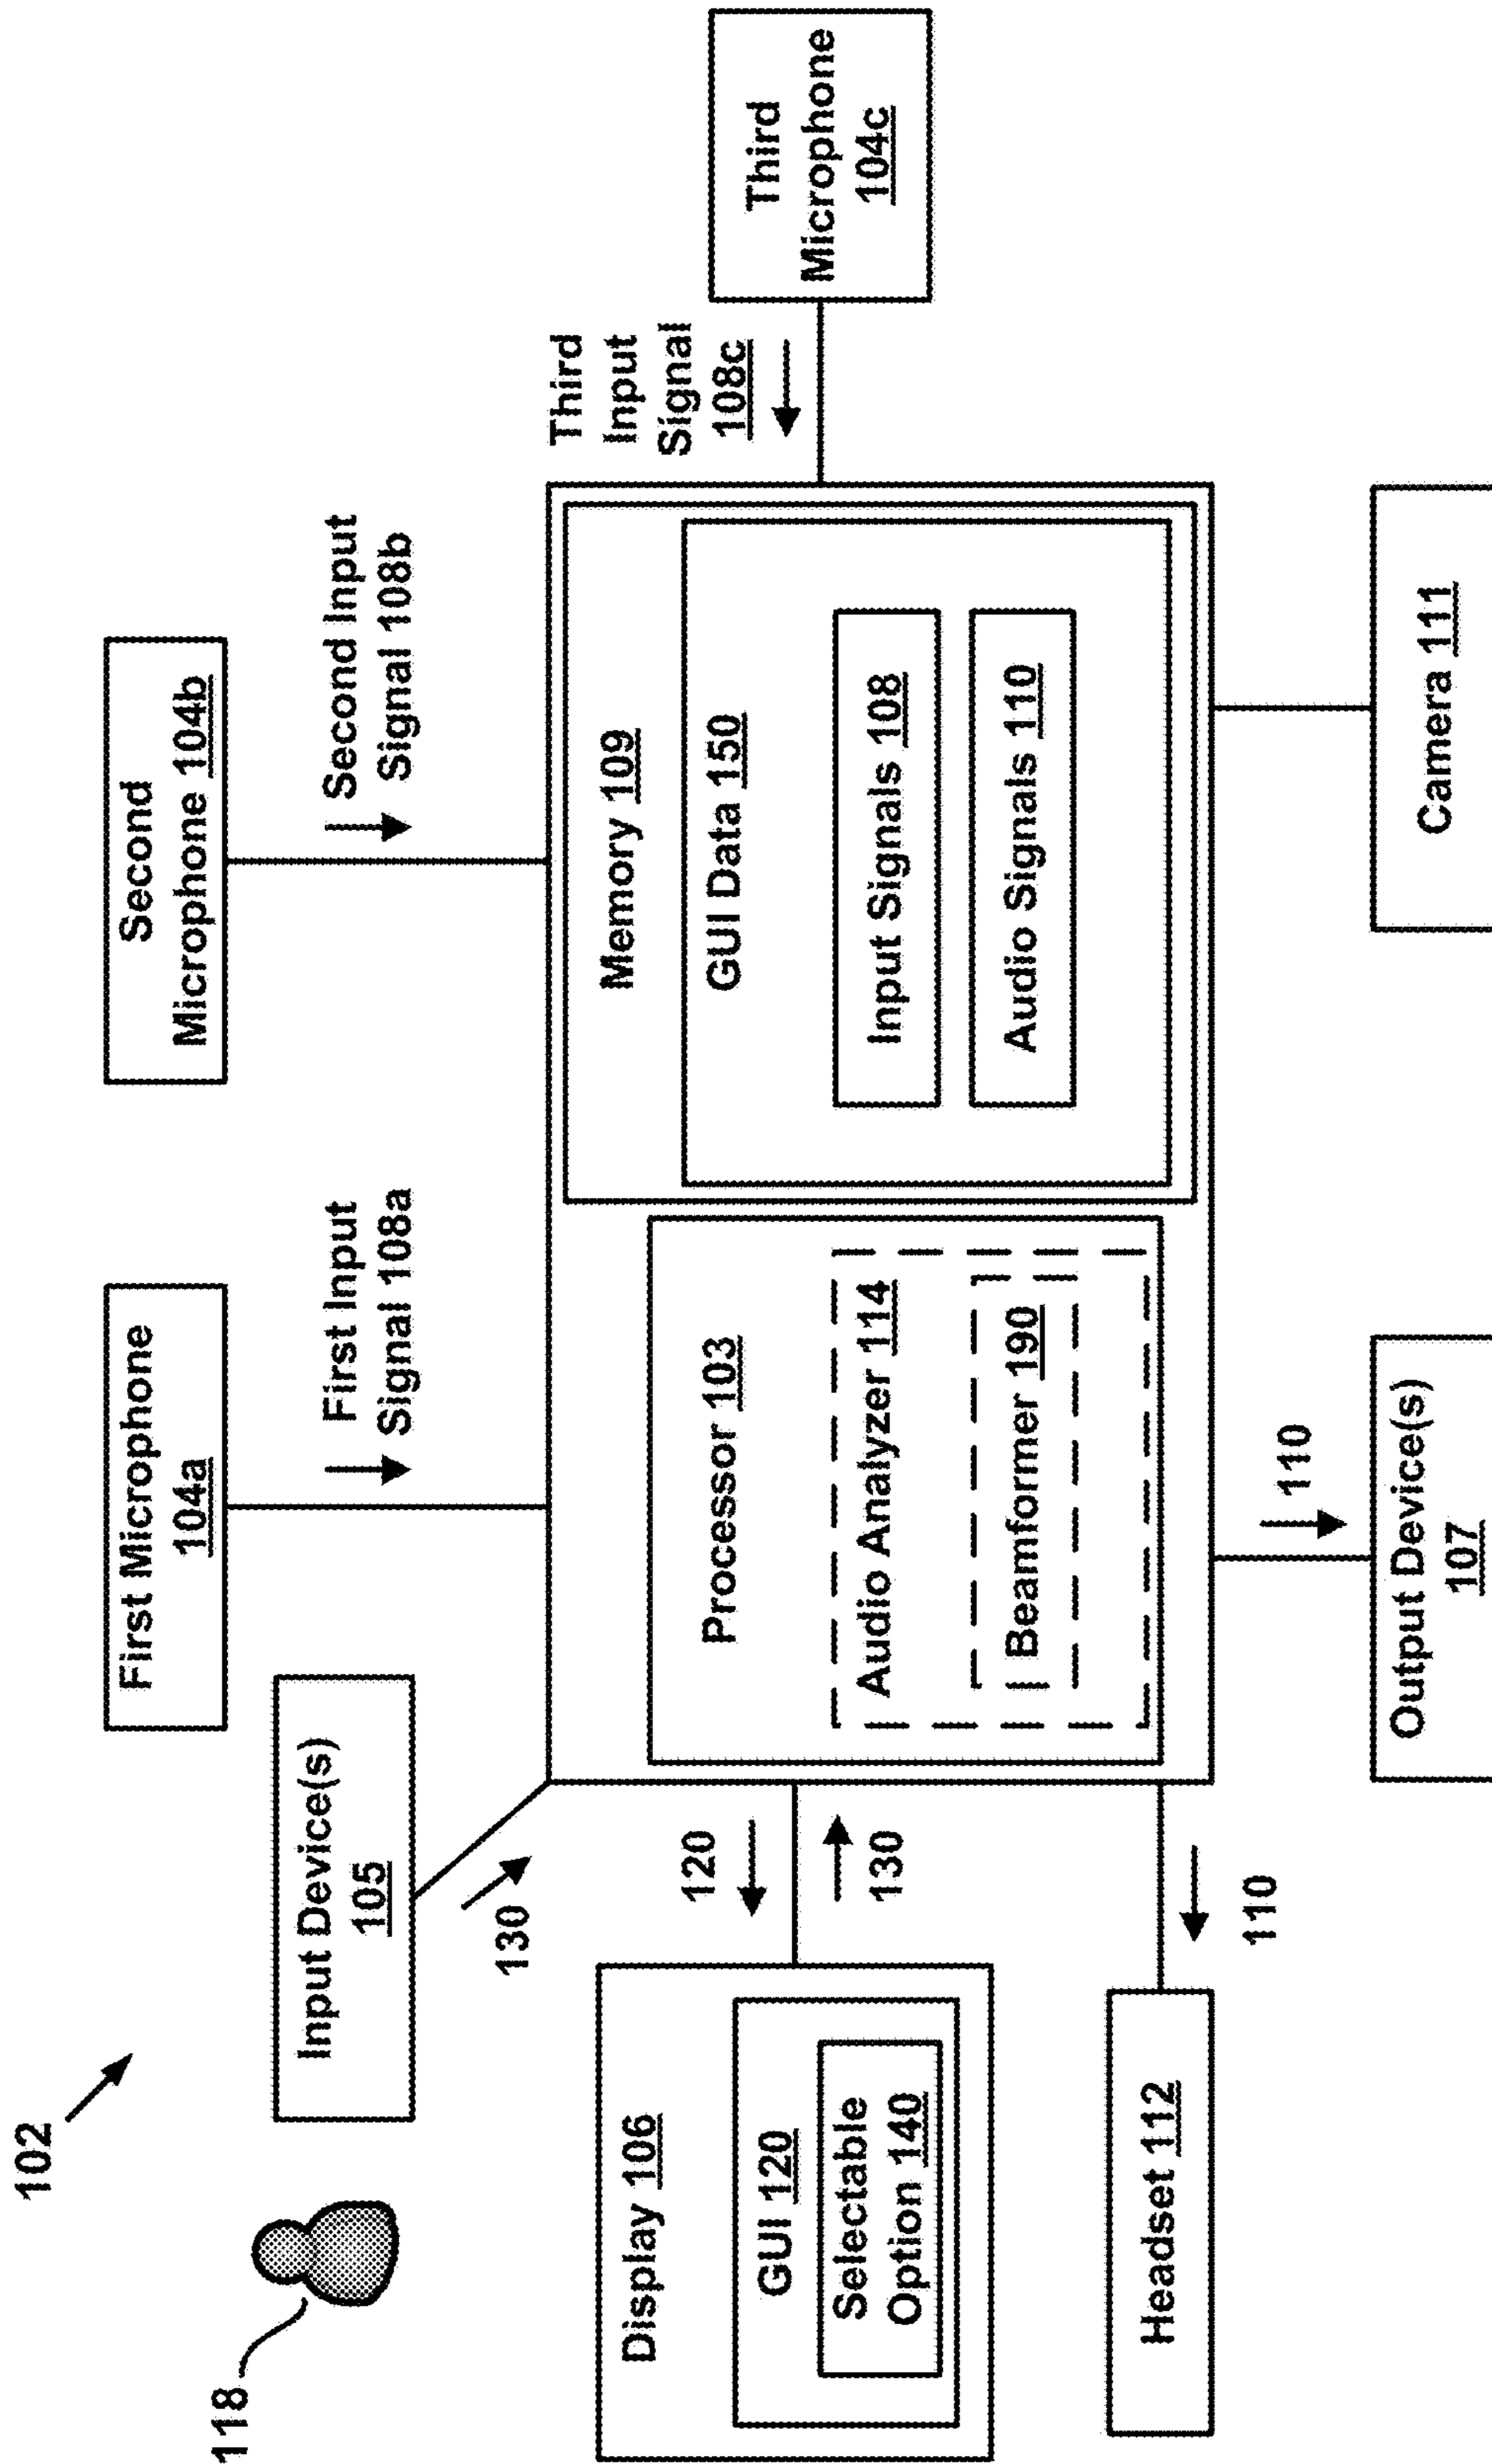 102
118
First Microphone
104a
Second
Microphone 104b
Input Device(s)
105
130
First Input
Signal 108a
Second Input
Signal 108b
Third
Input
Signal
108c
Third
Microphone
104c
Display 106
GUI 120
Selectable
Option 140
120
130
Processor 103
Audio Analyzer 114
Beamformer 190
Memory 109
GUI Data 150
Input Signals 108
Audio Signals 110
Headset 112
110
110
Output Device(s)
107
Camera 111